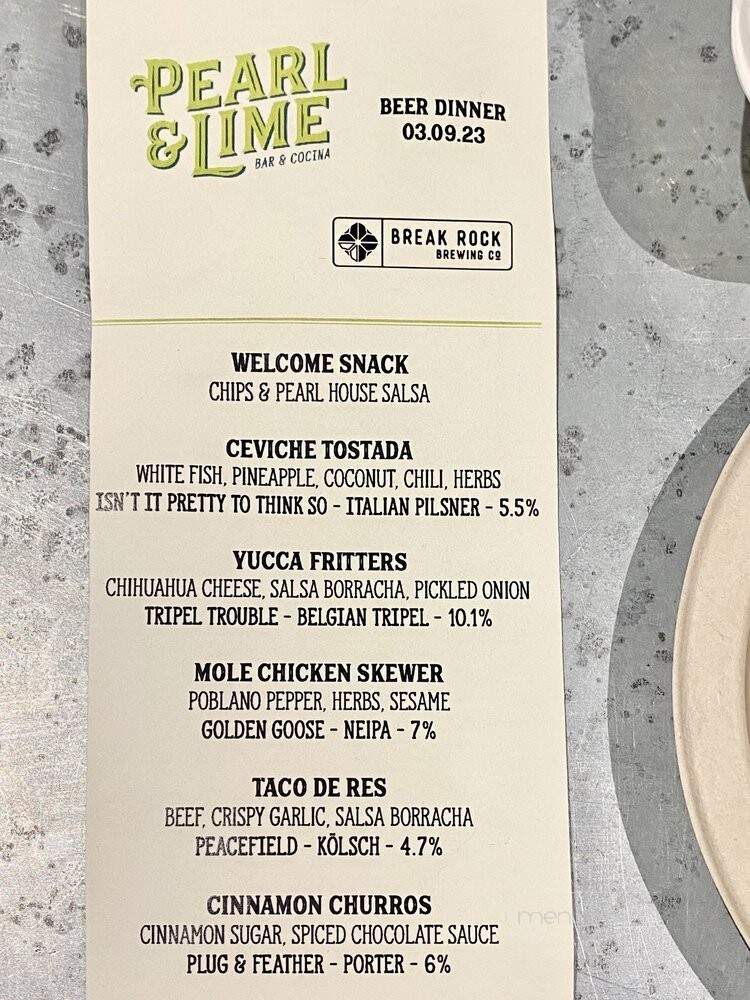 PEARL
& LIME
BAR & COCINA
BEER DINNER
03.09.23
BREAK ROCK
BREWING CO
WELCOME SNACK
CHIPS & PEARL HOUSE SALSA
CEVICHE TOSTADA
WHITE FISH, PINEAPPLE, COCONUT, CHILI, HERBS
ISN'T IT PRETTY TO THINK SO - ITALIAN PILSNER - 5.5%
YUCCA FRITTERS
CHIHUAHUA CHEESE, SALSA BORRACHA, PICKLED ONION
TRIPEL TROUBLE - BELGIAN TRIPEL - 10.1%
MOLE CHICKEN SKEWER
POBLANO PEPPER, HERBS, SESAME
GOLDEN GOOSE - NEIPA - 7%
TACO DE RES
BEEF, CRISPY GARLIC, SALSA BORRACHA
PEACEFIELD - KÖLSCH - 4.7%
CINNAMON CHURROS
CINNAMON SUGAR, SPICED CHOCOLATE SAUCE
PLUG & FEATHER - PORTER - 6%